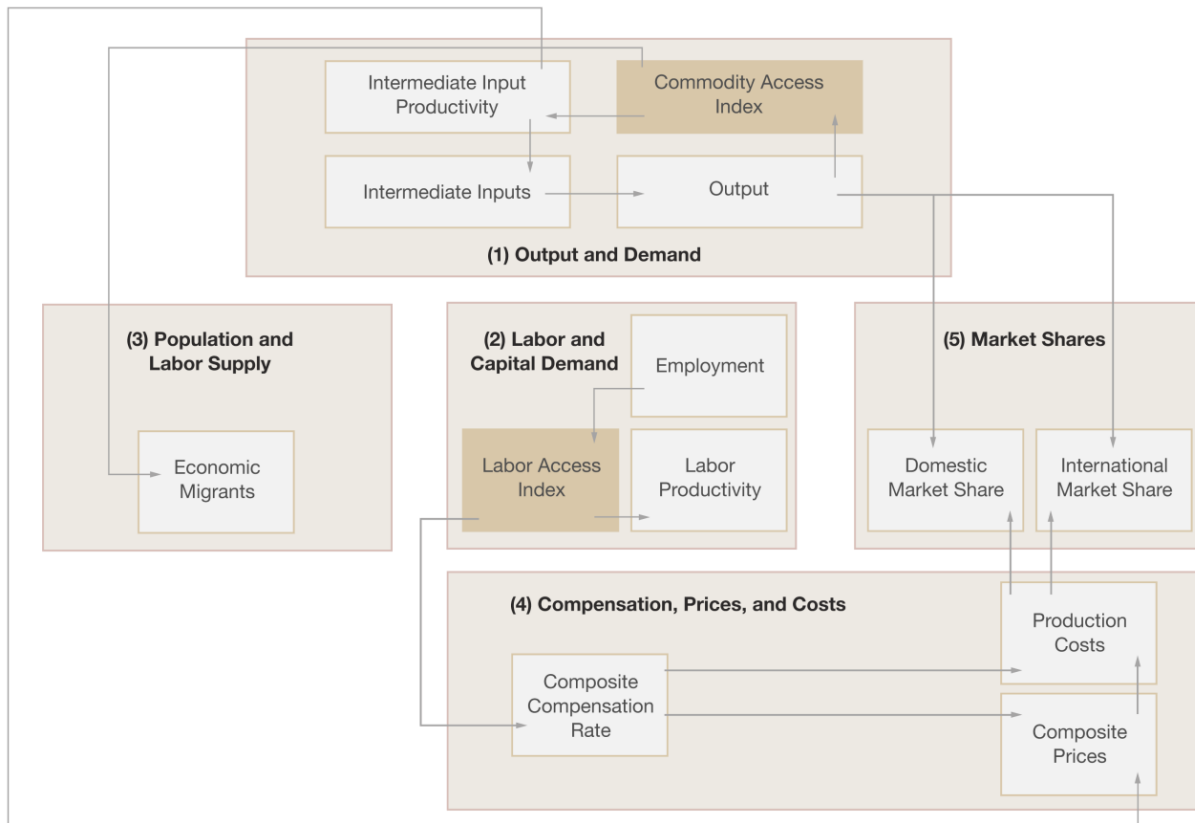 Intermediate Input
Productivity
Commodity Access
Index
Intermediate Inputs
Output
(1) Output and Demand
(3) Population and
Labor Supply
Economic
Migrants
(2) Labor and
Capital Demand
Employment
Labor Access
Index
Labor
Productivity
(5) Market Shares
Domestic
Market Share
International
Market Share
(4) Compensation, Prices, and Costs
Production
Costs
Composite
Compensation
Rate
Composite
Prices